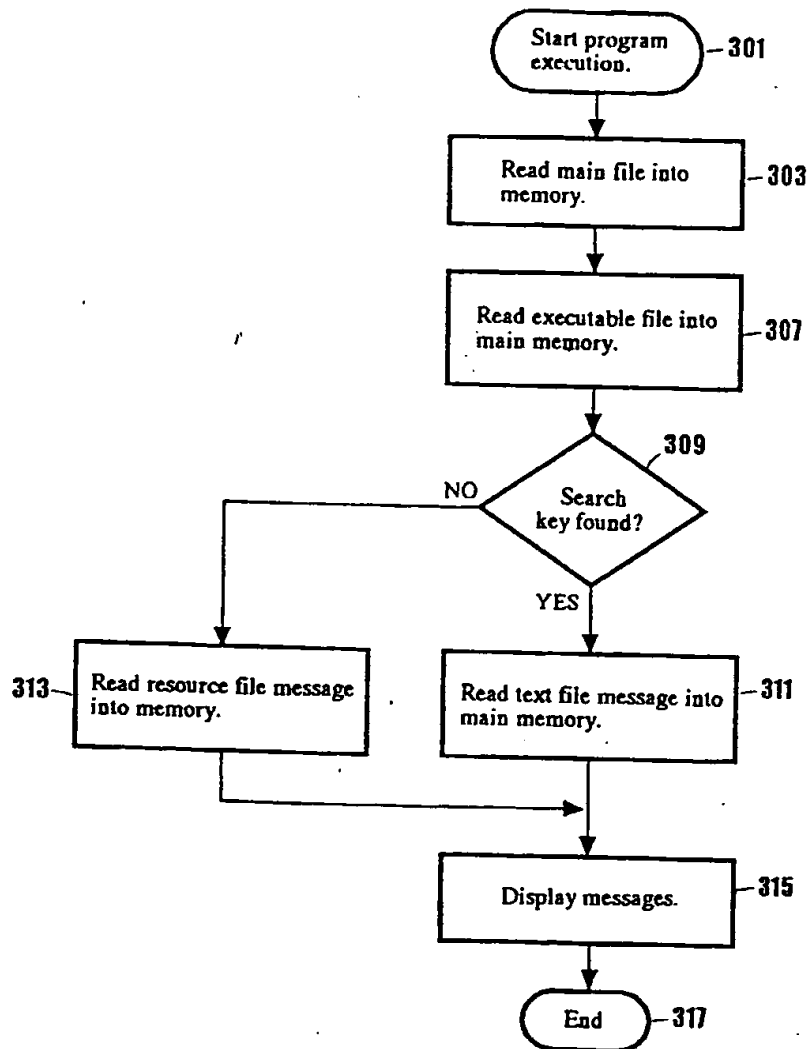 Start program
execution.
301
Read main file into
memory.
303
Read executable file into
main memory.
307
309
Search
key found?
NO
YES
313
Read resource file message
into memory.
Read text file message into
main memory.
311
Display messages.
315
End
317